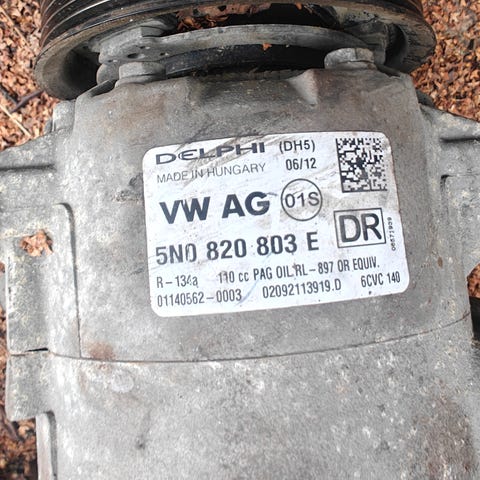 DELPHI (DH5)
MADE IN HUNGARY 06/12
VW AG 01S
5N0 820 803 E DR
R-134a 110 cc PAG OIL.RL-897 OR EQUIV.
01140562-0003 02092113919.D 6CVC 140